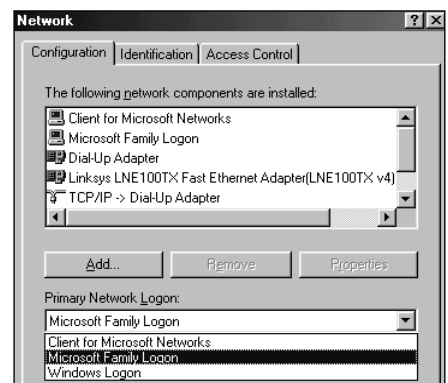 Network
Configuration Identification Access Control
The following network components are installed:
Client for Microsoft Networks
Microsoft Family Logon
Dial-Up Adapter
Linksys LNE100TX Fast Ethernet Adapter(LNE100TX v4)
TCP/IP -> Dial-Up Adapter
Add... Remove Properties
Primary Network Logon:
Microsoft Family Logon
Client for Microsoft Networks
Microsoft Family Logon
Windows Logon